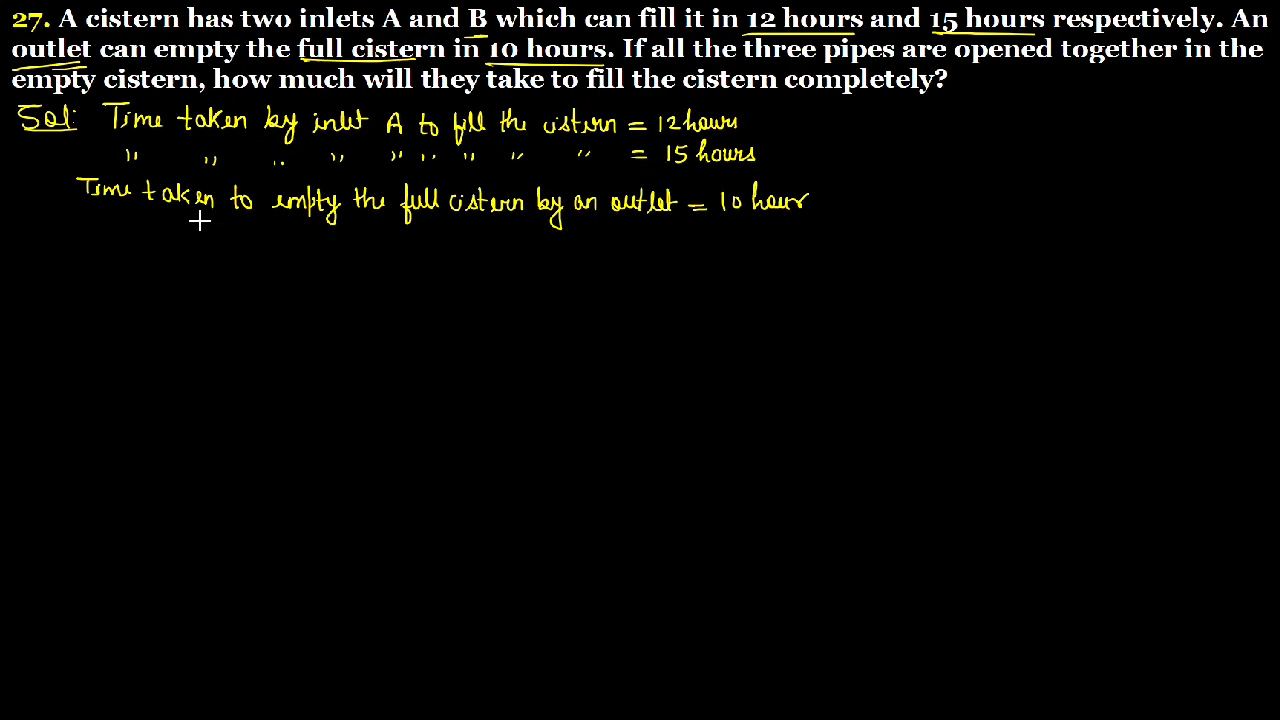 27. A cistern has two inlets A and B which can fill it in 12 hours and 15 hours respectively. An
outlet can empty the full cistern in 10 hours. If all the three pipes are opened together in the
empty cistern, how much will they take to fill the cistern completely?
Sol: Time taken by inlet A to fill the cistern = 12 hours
" " " " " " " " " = 15 hours
Time taken to empty the full cistern by an outlet = 10 hour